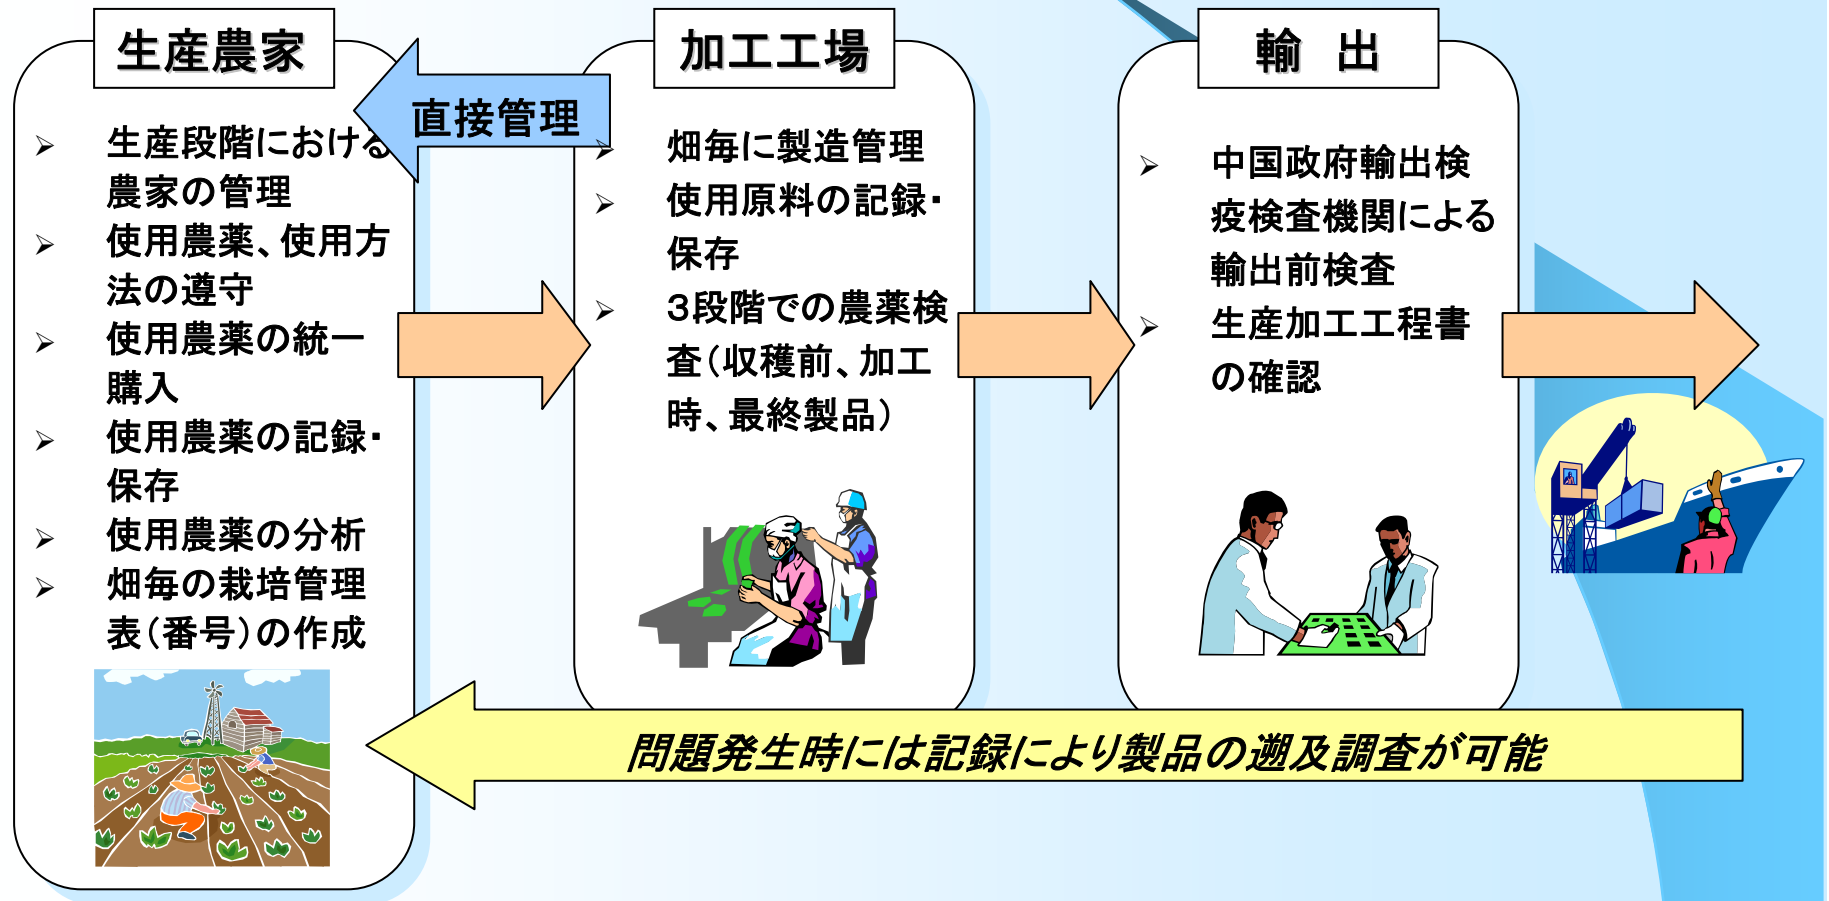 生産農家
生産段階における
農家の管理
使用農薬、使用方
法の遵守
使用農薬の統一
購入
使用農薬の記録・
保存
使用農薬の分析
畑毎の栽培管理
表（番号）の作成
直接管理
加工工場
畑毎に製造管理
使用原料の記録・
保存
３段階での農薬検
査（収穫前、加工
時、最終製品）
輸　出
中国政府輸出検
疫検査機関による
輸出前検査
生産加工工程書
の確認
問題発生時には記録により製品の遡及調査が可能